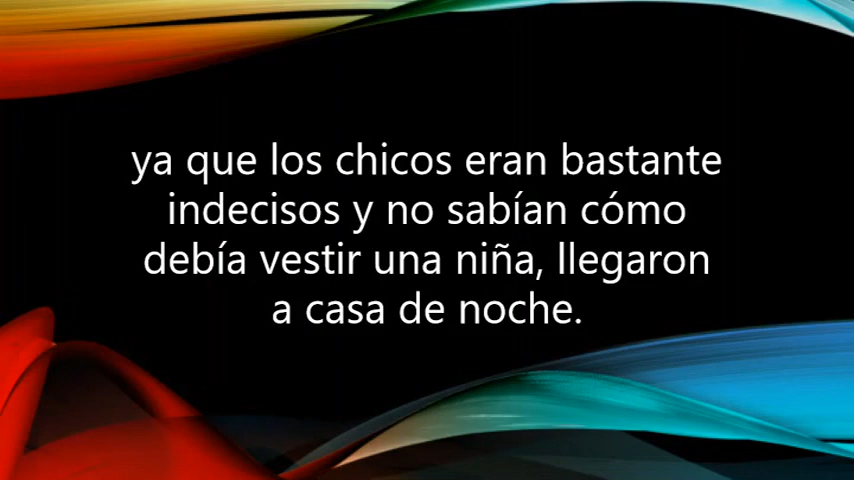 ya que los chicos eran bastante
indecisos y no sabían cómo
debía vestir una niña, llegaron
a casa de noche.